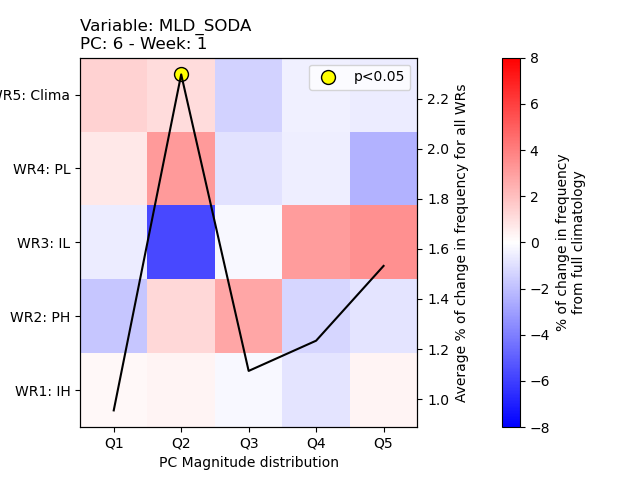 Variable: MLD_SODA
PC: 6 - Week: 1
p<0.05
WR5: Clima
WR4: PL
WR3: IL
WR2: PH
WR1: IH
Q1 Q2 Q3 Q4 Q5
PC Magnitude distribution
2.2
2.0
1.8
1.6
1.4
1.2
1.0
Average % of change in frequency for all WRs
8
6
4
2
0
−2
−4
−6
−8
% of change in frequency
from full climatology